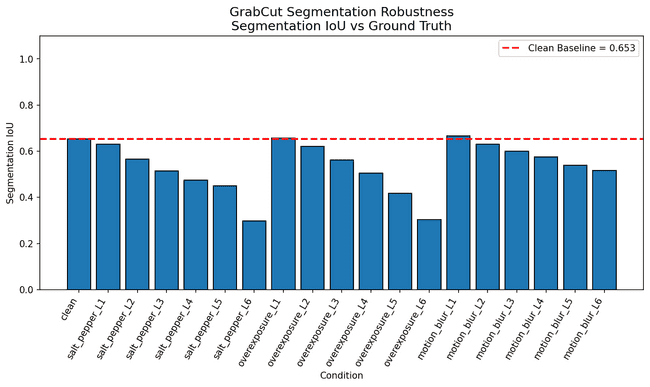 GrabCut Segmentation Robustness
Segmentation IoU vs Ground Truth
Clean Baseline = 0.653
Segmentation IoU
1.0
0.8
0.6
0.4
0.2
0.0
clean
salt_pepper_L1
salt_pepper_L2
salt_pepper_L3
salt_pepper_L4
salt_pepper_L5
salt_pepper_L6
overexposure_L1
overexposure_L2
overexposure_L3
overexposure_L4
overexposure_L5
overexposure_L6
motion_blur_L1
motion_blur_L2
motion_blur_L3
motion_blur_L4
motion_blur_L5
motion_blur_L6
Condition